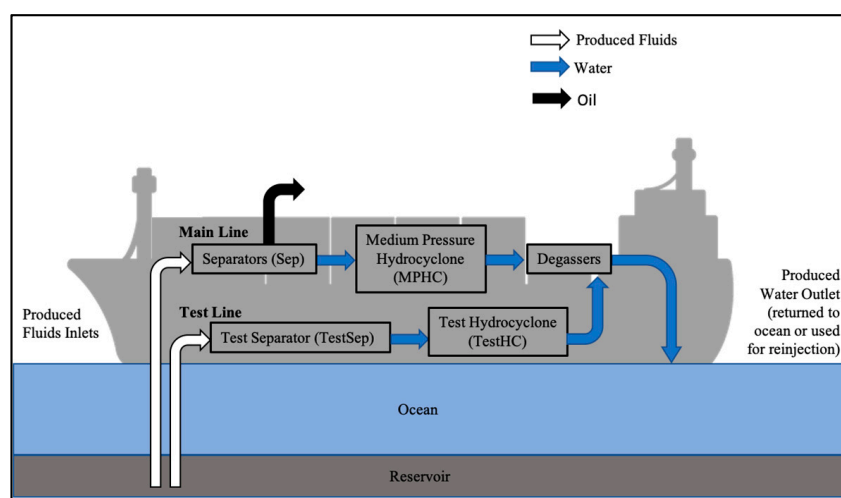 Produced Fluids
Water
Oil
Main Line
Separators (Sep)
Medium Pressure
Hydrocyclone
(MPHC)
Degassers
Produced
Water Outlet
(returned to
ocean or used
for reinjection)
Produced
Fluids Inlets
Test Line
Test Separator (TestSep)
Test Hydrocyclone
(TestHC)
Ocean
Reservoir